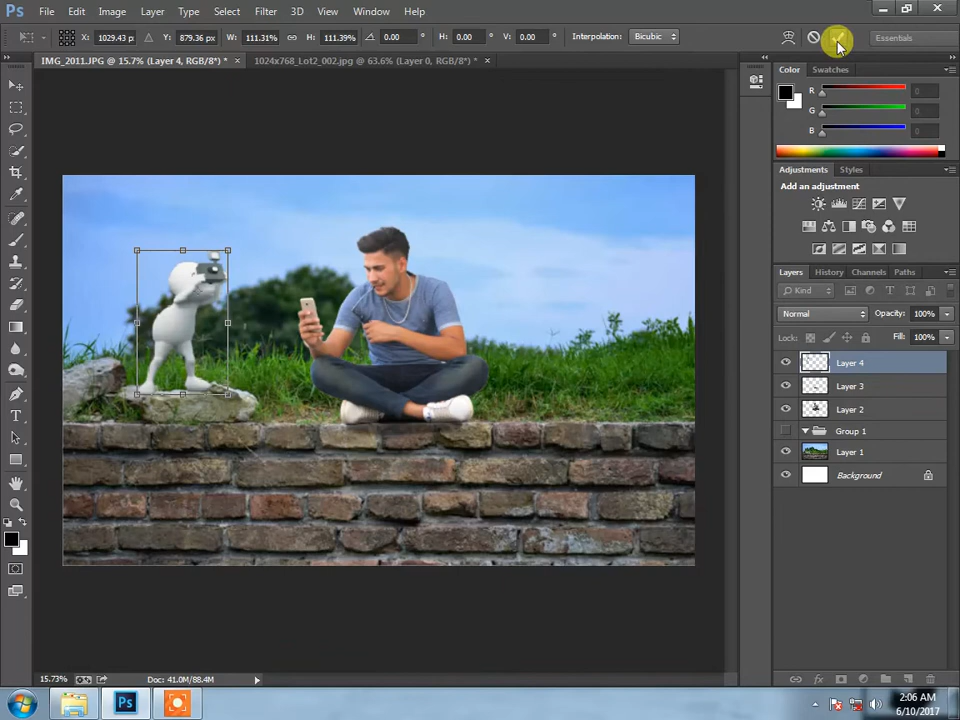 Ps File Edit Image Layer Type Select Filter 3D View Window Help
X: 1029.43 p Y: 879.36 px W: 111.31% H: 111.39% 0.00 ° H: 0.00 ° V: 0.00 ° Interpolation: Bicubic Essentials
IMG_2011.JPG @ 15.7% (Layer 4, RGB/8*) * × 1024x768_Lot2_002.jpg @ 63.6% (Layer 0, RGB/8*) * ×
Color Swatches
R 0
G 0
B 0
Adjustments Styles
Add an adjustment
Layers History Channels Paths
Kind
Normal Opacity: 100%
Lock: Fill: 100%
Layer 4
Layer 3
Layer 2
Group 1
Layer 1
Background
15.73% Doc: 41.0M/88.4M
Ps
2:06 AM
6/10/2017